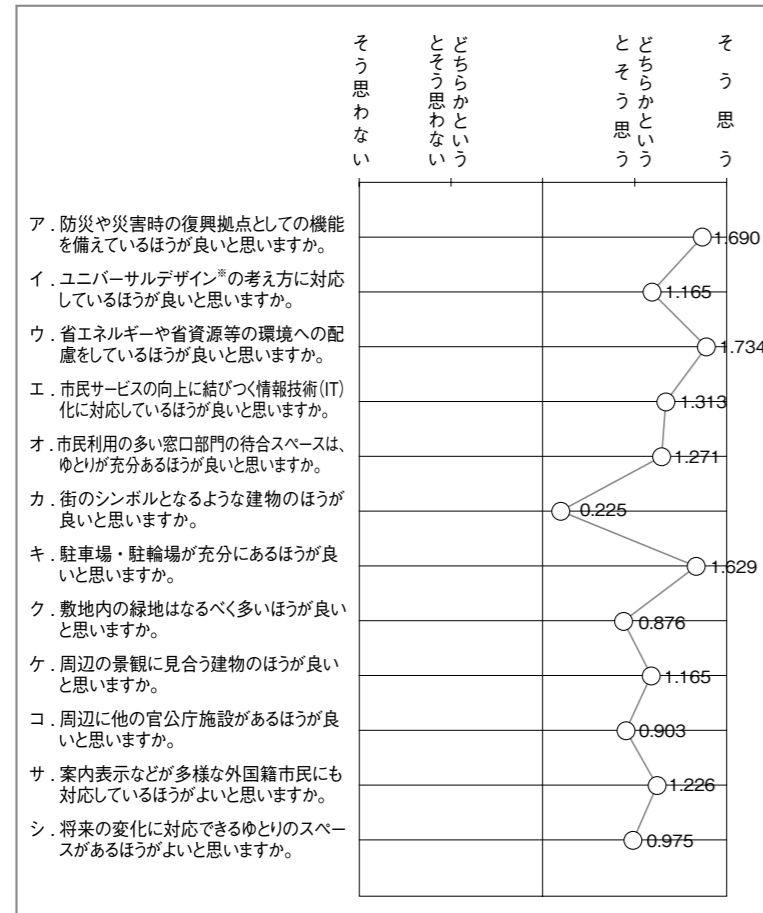 そう思わない
どちらかという
とそう思わない
どちらかという
とそう思う
そう思う
ア．防災や災害時の復興拠点としての機能
を備えているほうが良いと思いますか。
1.690
イ．ユニバーサルデザイン※の考え方に対応
しているほうが良いと思いますか。
1.165
ウ．省エネルギーや省資源等の環境への配
慮をしているほうが良いと思いますか。
1.734
エ．市民サービスの向上に結びつく情報技術(IT)
化に対応しているほうが良いと思いますか。
1.313
オ．市民利用の多い窓口部門の待合スペースは、
ゆとりが充分あるほうが良いと思いますか。
1.271
カ．街のシンボルとなるような建物のほうが
良いと思いますか。
0.225
キ．駐車場・駐輪場が充分にあるほうが良
いと思いますか。
1.629
ク．敷地内の緑地はなるべく多いほうが良い
と思いますか。
0.876
ケ．周辺の景観に見合う建物のほうが良い
と思いますか。
1.165
コ．周辺に他の官公庁施設があるほうが良
いと思いますか。
0.903
サ．案内表示などが多様な外国籍市民にも
対応しているほうがよいと思いますか。
1.226
シ．将来の変化に対応できるゆとりのスペー
スがあるほうがよいと思いますか。
0.975